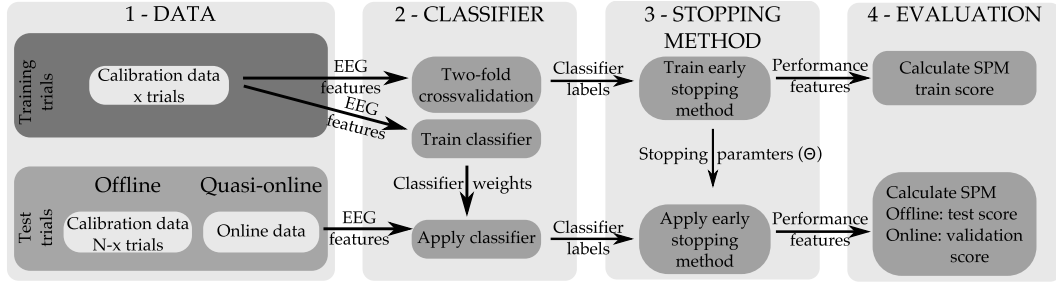 1 - DATA
Training
trials
Calibration data
x trials
EEG
features
EEG
features
Test
trials
Offline
Calibration data
N-x trials
Quasi-online
Online data
EEG
features
2 - CLASSIFIER
Two-fold
crossvalidation
Train classifier
Classifier weights
Apply classifier
Classifier
labels
Classifier
labels
3 - STOPPING
METHOD
Train early
stopping
method
Stopping paramters (Θ)
Apply early
stopping
method
Performance
features
Performance
features
4 - EVALUATION
Calculate SPM
train score
Calculate SPM
Offline: test score
Online: validation
score